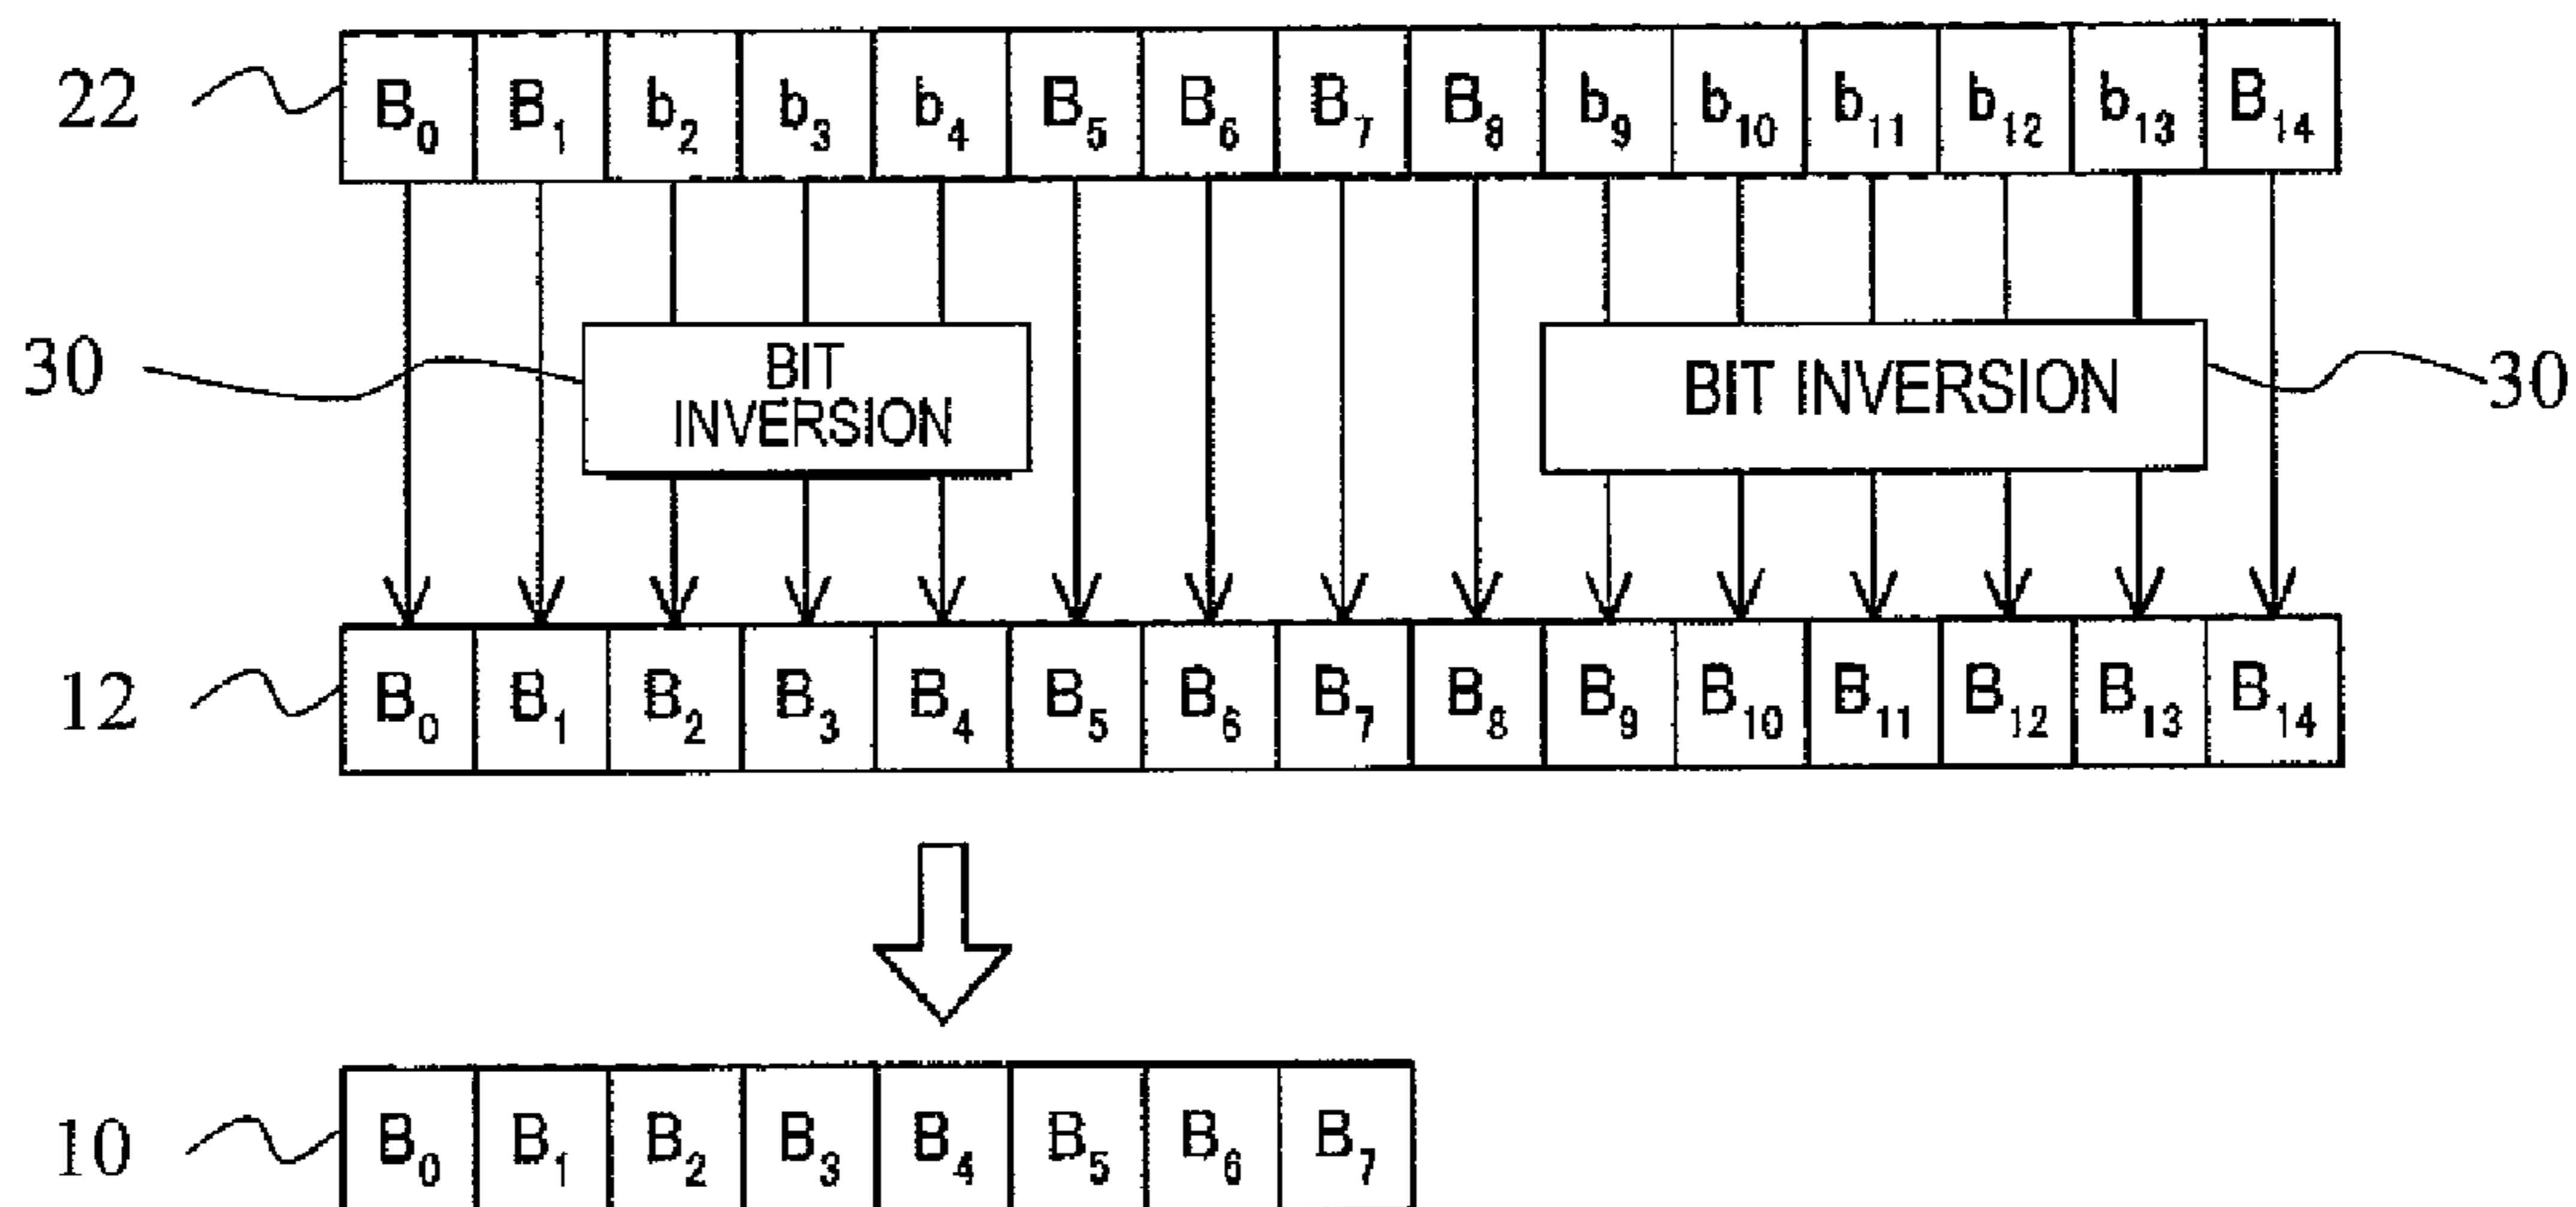 22 B₀ B₁ b₂ b₃ b₄ B₅ B₆ B₇ B₈ b₉ b₁₀ b₁₁ b₁₂ b₁₃ B₁₄
30 BIT INVERSION BIT INVERSION 30
12 B₀ B₁ B₂ B₃ B₄ B₅ B₆ B₇ B₈ B₉ B₁₀ B₁₁ B₁₂ B₁₃ B₁₄
10 B₀ B₁ B₂ B₃ B₄ B₅ B₆ B₇